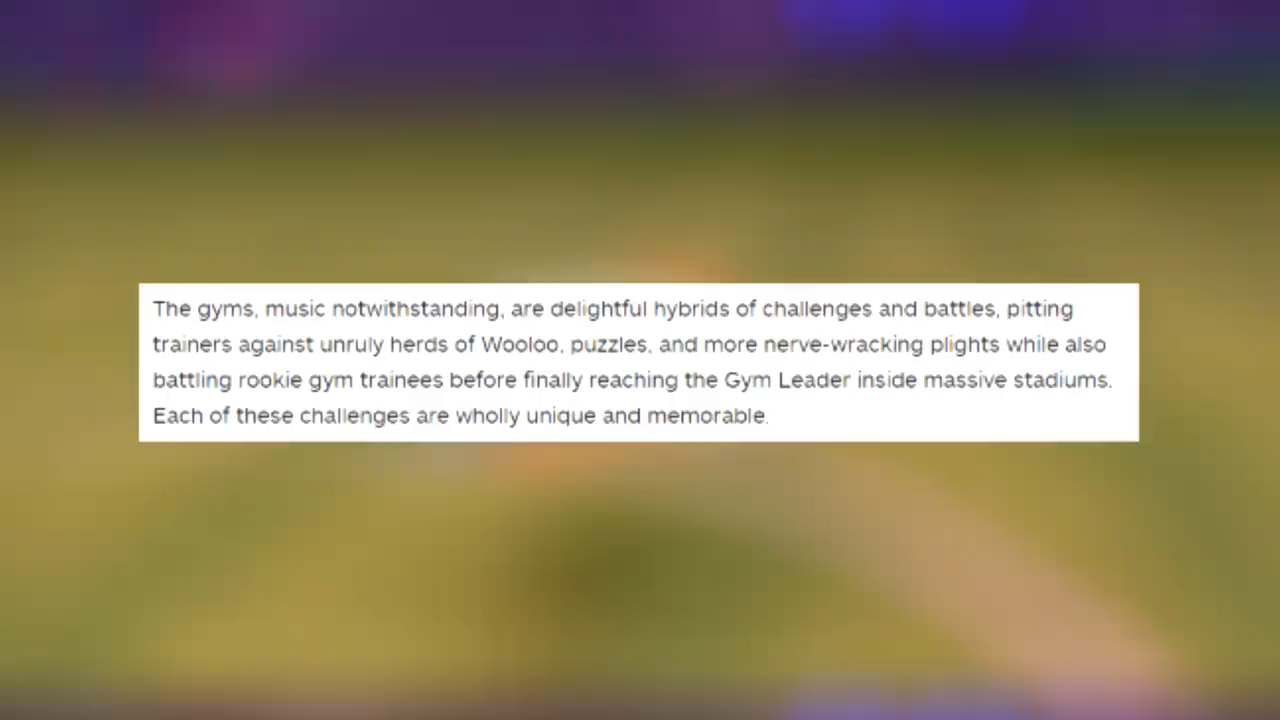 The gyms, music notwithstanding, are delightful hybrids of challenges and battles, pitting
trainers against unruly herds of Wooloo, puzzles, and more nerve-wracking plights while also
battling rookie gym trainees before finally reaching the Gym Leader inside massive stadiums.
Each of these challenges are wholly unique and memorable.